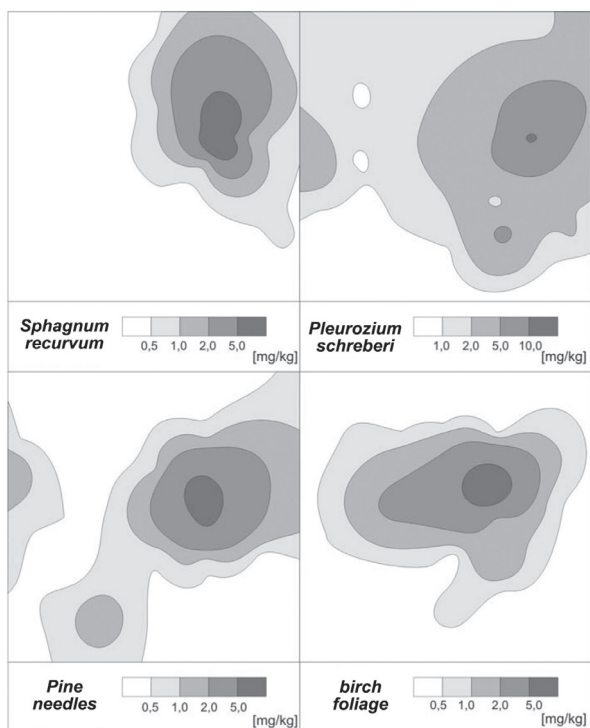 Sphagnum
recurvum
0,5 1,0 2,0 5,0
[mg/kg]
Pleurozium
schreberi
1,0 2,0 5,0 10,0
[mg/kg]
Pine
needles
0,5 1,0 2,0 5,0
[mg/kg]
birch
foliage
0,5 1,0 2,0 5,0
[mg/kg]